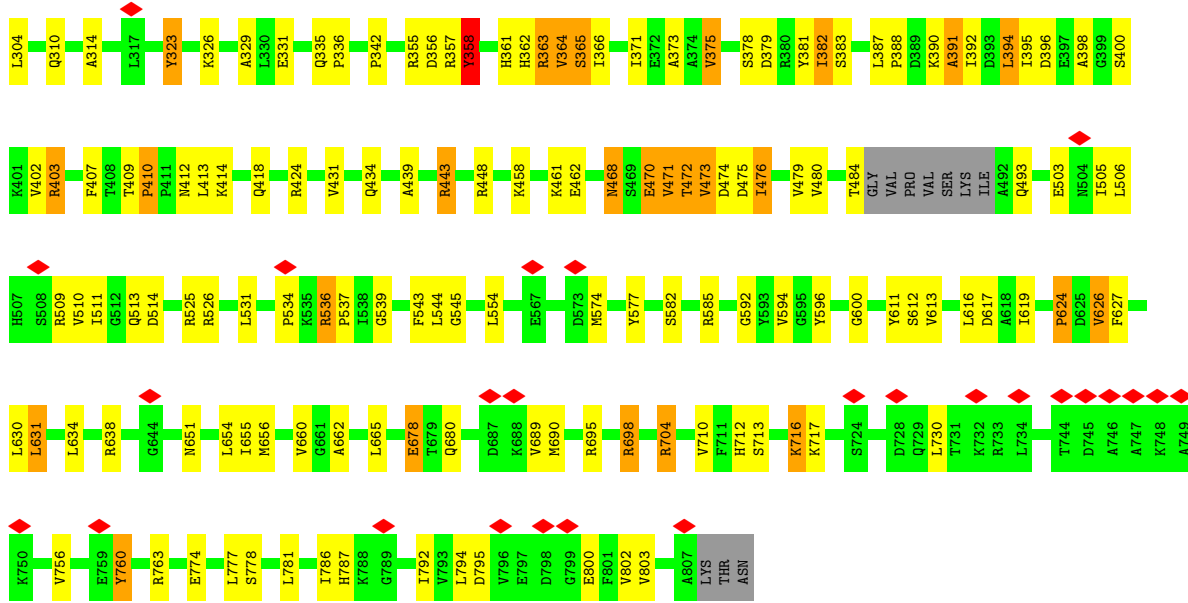 L304 Q310 A314 L317 Y323 K326 A329 L330 E331 Q335 P336 P342 R355 D356 R357 Y358 H361 H362 R363 V364 S365 I366 I371 E372 A373 A374 V375 S378 D379 R380 Y381 I382 S383 L387 P388 D389 K390 A391 I392 D393 L394 I395 D396 E397 A398 G399 S400
K401 V402 R403 F407 T408 T409 P410 P411 N412 L413 K414 Q418 R424 V431 Q434 A439 R443 R448 K458 K461 E462 N468 S469 E470 V471 T472 V473 D474 D475 I476 V479 V480 T484 GLY VAL PRO VAL SER LYS ILE A492 Q493 E503 N504 I505 L506
H507 S508 R509 V510 I511 G512 Q513 D514 R525 R526 L531 P534 K535 R536 P537 I538 G539 F543 L544 G545 L554 E567 D573 M574 Y577 S582 R585 G592 Y593 V594 G595 Y596 G600 Y611 S612 V613 L616 D617 A618 I619 P624 D625 V626 F627
L630 L631 L634 R638 G644 N651 L654 I655 M656 V660 G661 A662 L665 E678 T679 Q680 D687 K688 V689 M690 R695 R698 R704 V710 F711 H712 S713 K716 K717 S724 D728 Q729 L730 T731 K732 R733 L734 T744 D745 A746 A747 K748 A749
K750 V756 E759 Y760 R763 E774 L777 S778 L781 I786 H787 K788 G789 I792 V793 L794 D795 V796 E797 D798 G799 E800 F801 V802 V803 A807 LYS THR ASN